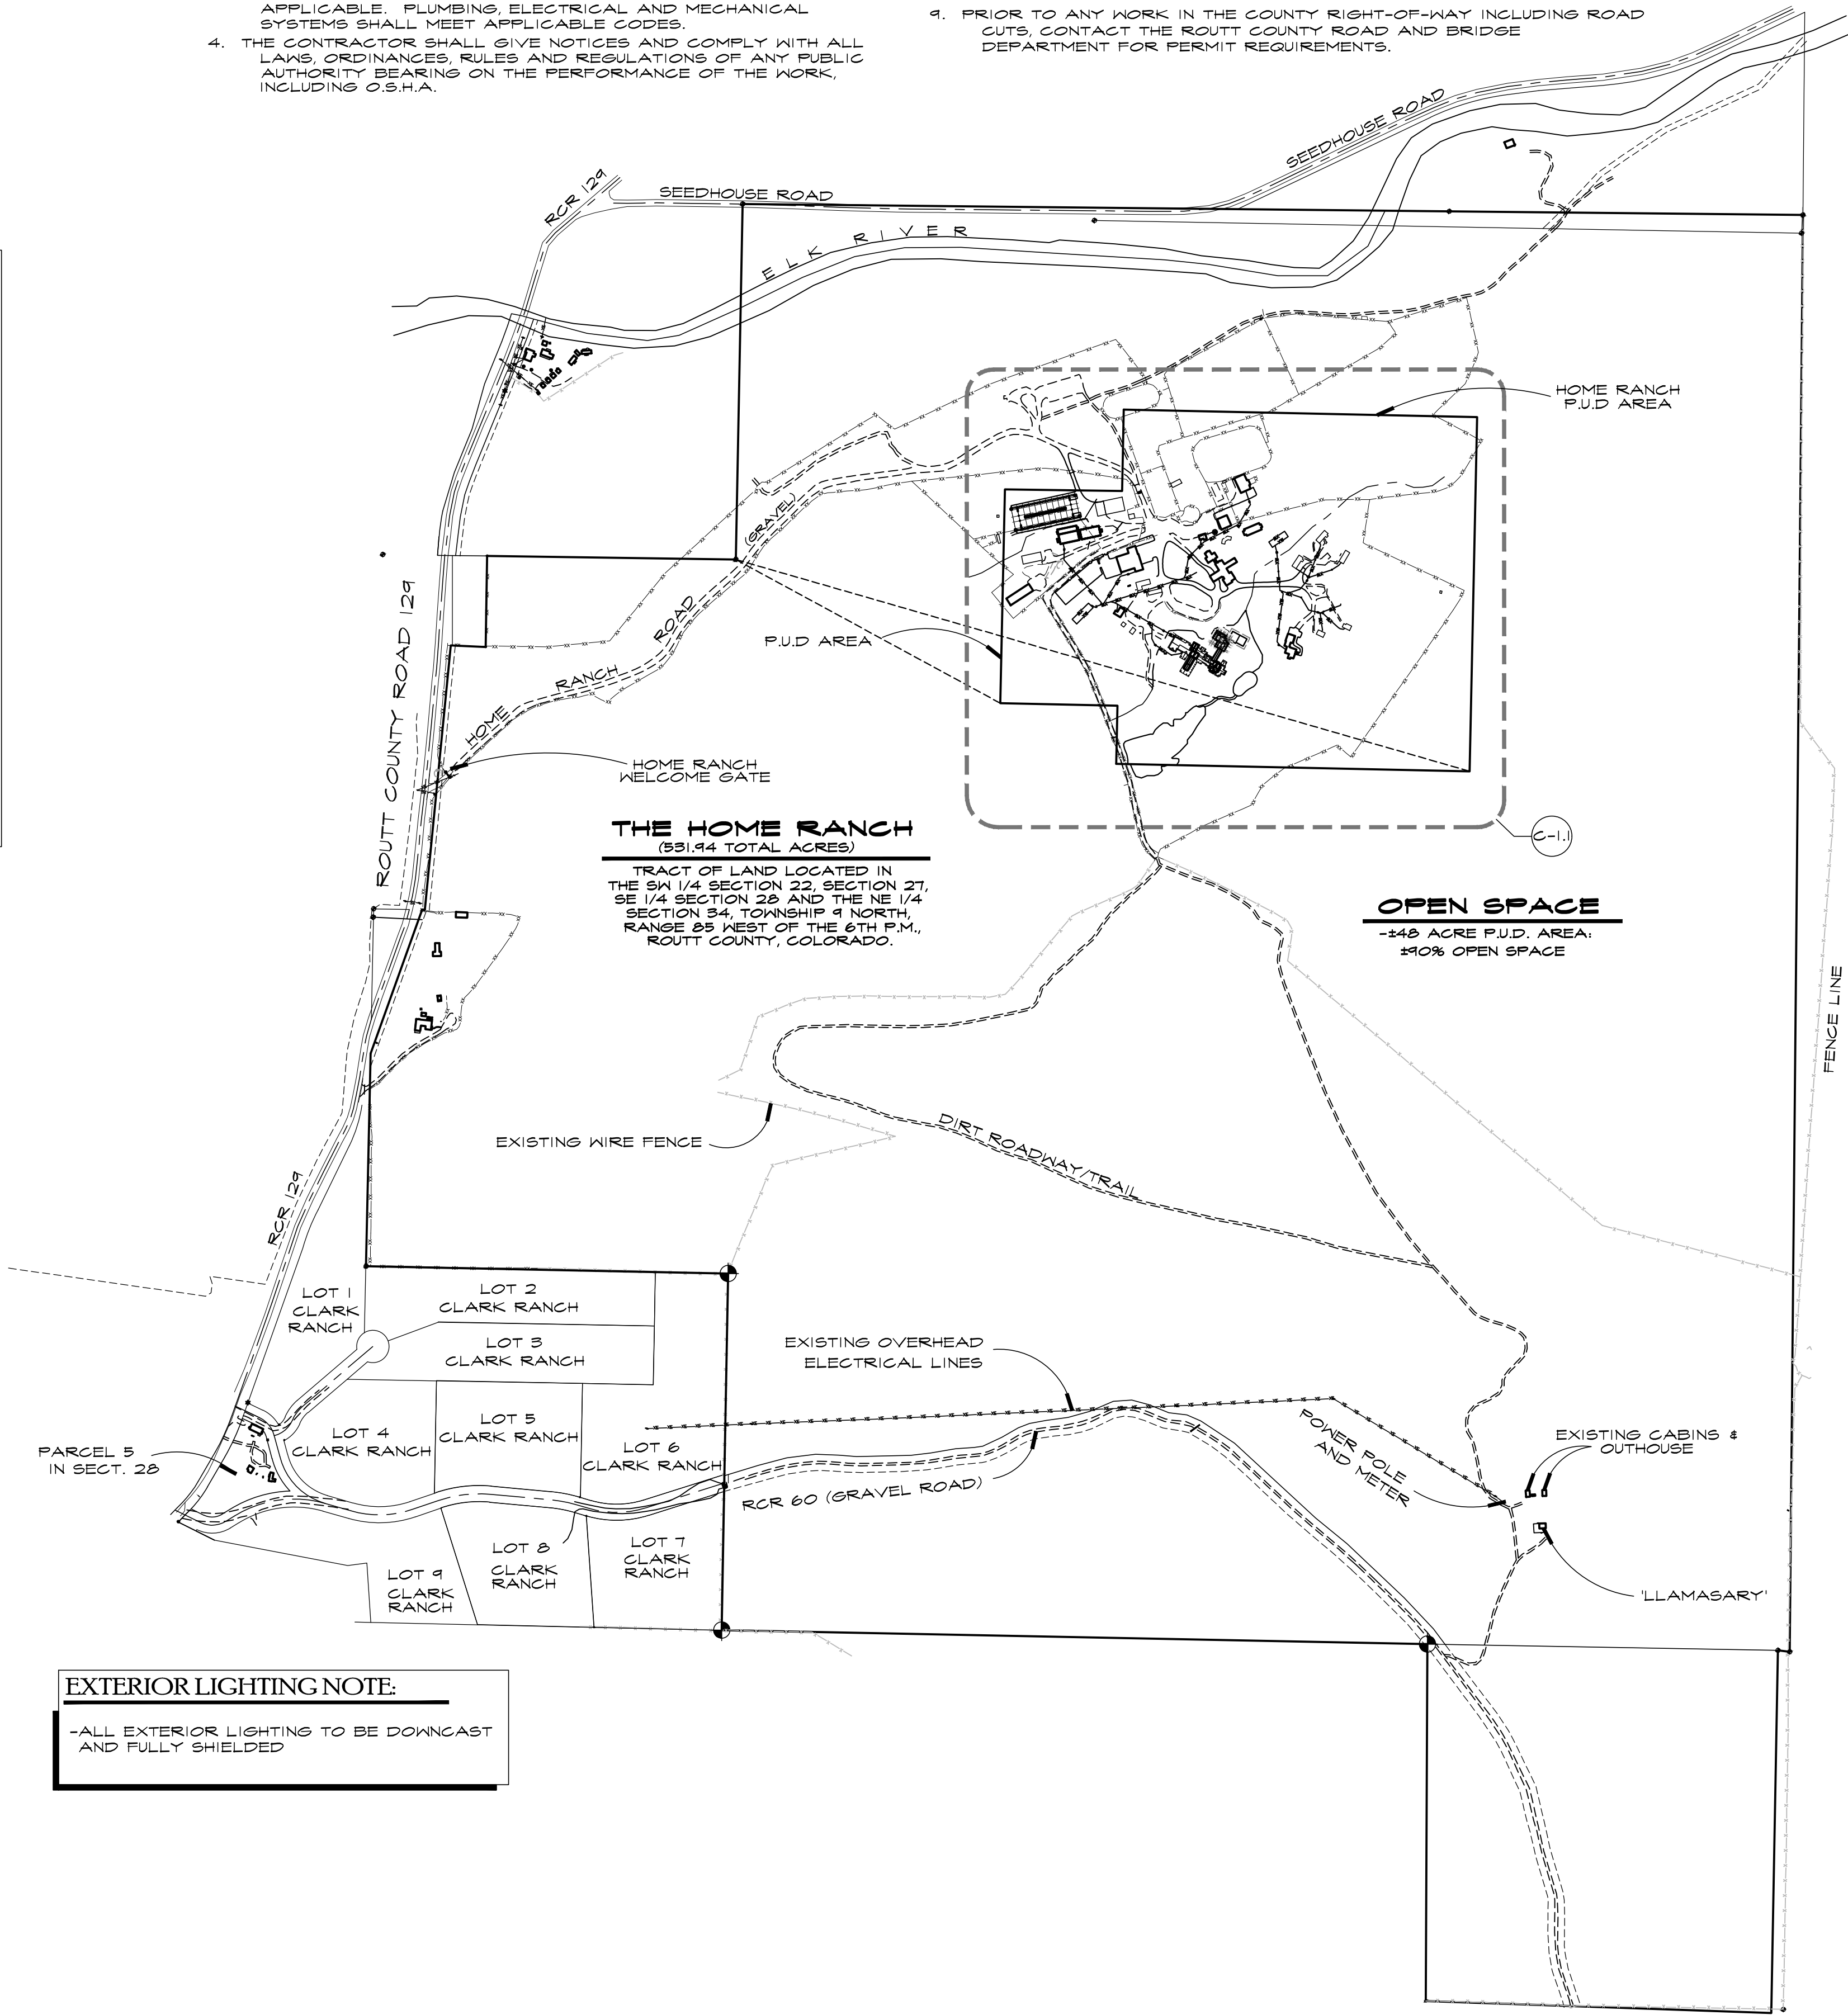 APPLICABLE. PLUMBING, ELECTRICAL AND MECHANICAL
SYSTEMS SHALL MEET APPLICABLE CODES.
4. THE CONTRACTOR SHALL GIVE NOTICES AND COMPLY WITH ALL
LAWS, ORDINANCES, RULES AND REGULATIONS OF ANY PUBLIC
AUTHORITY BEARING ON THE PERFORMANCE OF THE WORK,
INCLUDING O.S.H.A.
9. PRIOR TO ANY WORK IN THE COUNTY RIGHT-OF-WAY INCLUDING ROAD
CUTS, CONTACT THE ROUTT COUNTY ROAD AND BRIDGE
DEPARTMENT FOR PERMIT REQUIREMENTS.
SEEDHOUSE ROAD
RCR 129
SEEDHOUSE ROAD
ELK RIVER
HOME RANCH
P.U.D AREA
(GRAVEL)
HOME RANCH ROAD
P.U.D AREA
ROUTT COUNTY ROAD 129
HOME RANCH
WELCOME GATE
THE HOME RANCH
(531.94 TOTAL ACRES)
TRACT OF LAND LOCATED IN
THE SW 1/4 SECTION 22, SECTION 27,
SE 1/4 SECTION 28 AND THE NE 1/4
SECTION 34, TOWNSHIP 9 NORTH,
RANGE 85 WEST OF THE 6TH P.M.,
ROUTT COUNTY, COLORADO.
C-1.1
OPEN SPACE
-±48 ACRE P.U.D. AREA:
±90% OPEN SPACE
FENCE LINE
EXISTING WIRE FENCE
DIRT ROADWAY/TRAIL
RCR 129
LOT 1
CLARK
RANCH
LOT 2
CLARK RANCH
LOT 3
CLARK RANCH
EXISTING OVERHEAD
ELECTRICAL LINES
LOT 4
CLARK RANCH
LOT 5
CLARK RANCH
LOT 6
CLARK RANCH
PARCEL 5
IN SECT. 28
RCR 60 (GRAVEL ROAD)
POWER POLE
AND METER
EXISTING CABINS &
OUTHOUSE
LOT 7
CLARK
RANCH
LOT 8
CLARK
RANCH
LOT 9
CLARK
RANCH
'LLAMASARY'
EXTERIOR LIGHTING NOTE:
-ALL EXTERIOR LIGHTING TO BE DOWNCAST
AND FULLY SHIELDED